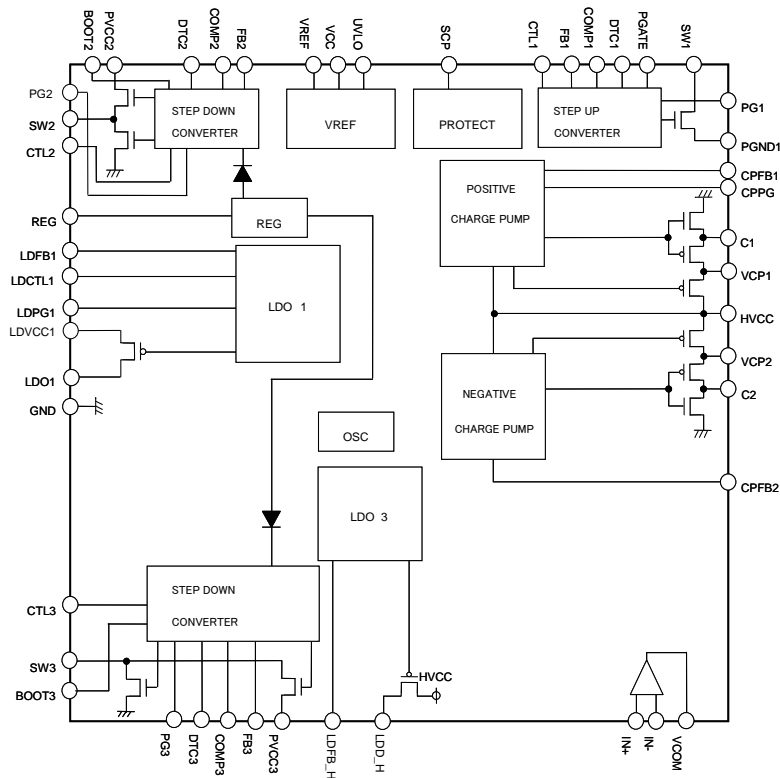 BOOT2
PVCC2
DTC2
COMP2
FB2
VREF
VCC
UVLO
SCP
CTL1
FB1
COMP1
DTC1
PGATE
SW1
PG2
SW2
CTL2
STEP DOWN
CONVERTER
VREF
PROTECT
STEP UP
CONVERTER
PG1
PGND1
CPFB1
CPPG
POSITIVE
CHARGE PUMP
REG
REG
C1
LDFB1
LDCTL1
VCP1
LDPG1
LDO 1
HVCC
LDVCC1
VCP2
LDO1
C2
NEGATIVE
CHARGE PUMP
GND
OSC
CPFB2
LDO 3
STEP DOWN
CONVERTER
CTL3
SW3
HVCC
BOOT3
PG3
DTC3
COMP3
FB3
PVCC3
LDFB_H
LDD_H
IN+
IN-
VCOM